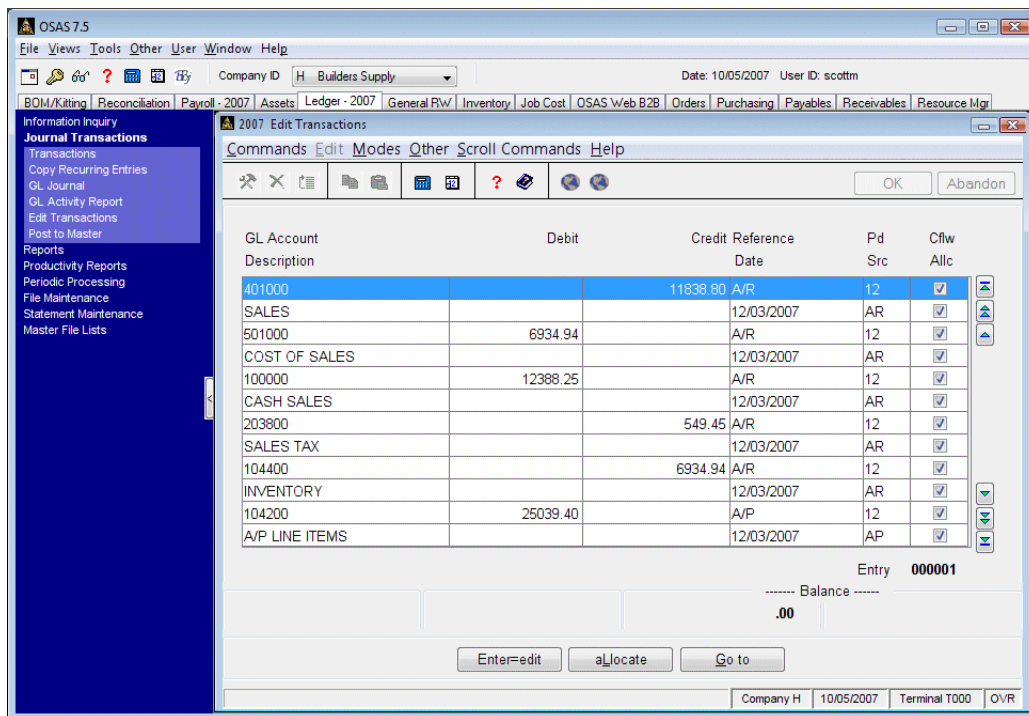 OSAS 7.5
File Views Tools Other User Window Help
Company ID H Builders Supply Date: 10/05/2007 User ID: scottm
BOM/Kitting Reconciliation Payroll - 2007 Assets Ledger - 2007 General RW Inventory Job Cost OSAS Web B2B Orders Purchasing Payables Receivables Resource Mgr
Information Inquiry
Journal Transactions
Transactions
Copy Recurring Entries
GL Journal
GL Activity Report
Edit Transactions
Post to Master
Reports
Productivity Reports
Periodic Processing
File Maintenance
Statement Maintenance
Master File Lists
2007 Edit Transactions
Commands Edit Modes Other Scroll Commands Help
OK Abandon
GL Account Debit Credit Reference Pd Cflw
Description Date Src Allc
401000 11838.80 A/R 12
SALES 12/03/2007 AR
501000 6934.94 A/R 12
COST OF SALES 12/03/2007 AR
100000 12388.25 A/R 12
CASH SALES 12/03/2007 AR
203800 549.45 A/R 12
SALES TAX 12/03/2007 AR
104400 6934.94 A/R 12
INVENTORY 12/03/2007 AR
104200 25039.40 A/P 12
A/P LINE ITEMS 12/03/2007 AP
Entry 000001
------- Balance ------
.00
Enter=edit aLlocate Go to
Company H 10/05/2007 Terminal T000 OVR